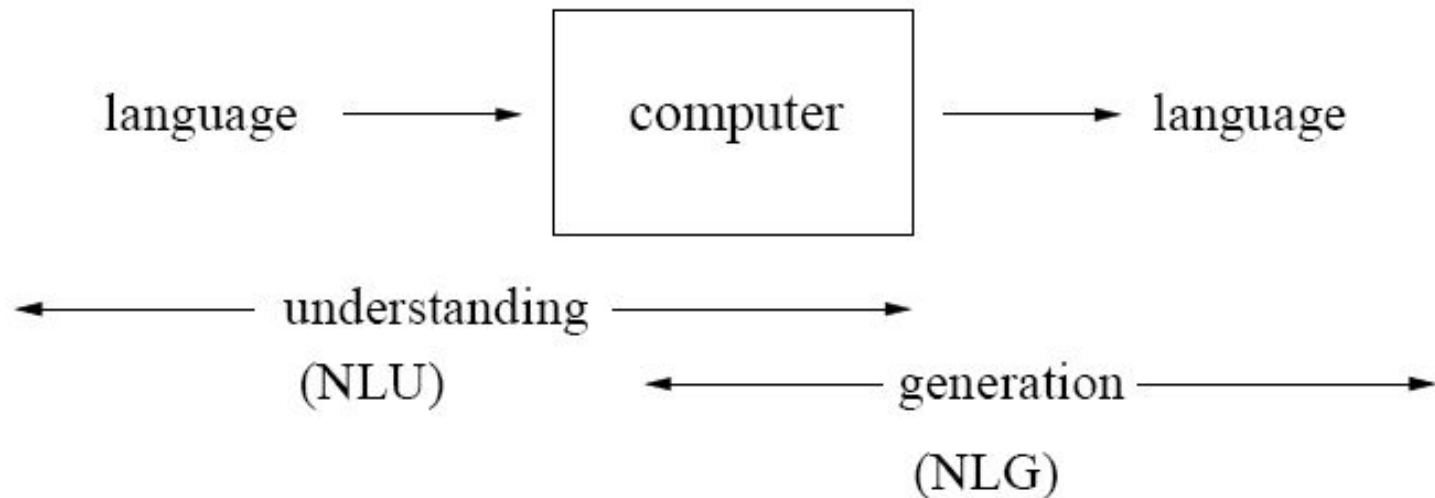 language computer language
understanding
(NLU)
generation
(NLG)